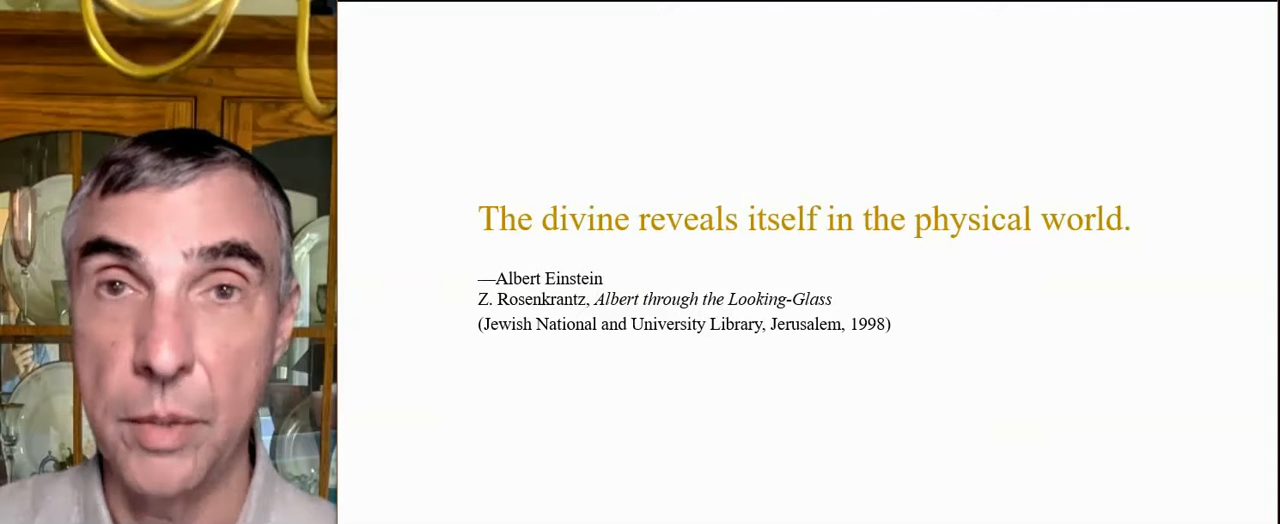 The divine reveals itself in the physical world.
—Albert Einstein
Z. Rosenkrantz, Albert through the Looking-Glass
(Jewish National and University Library, Jerusalem, 1998)